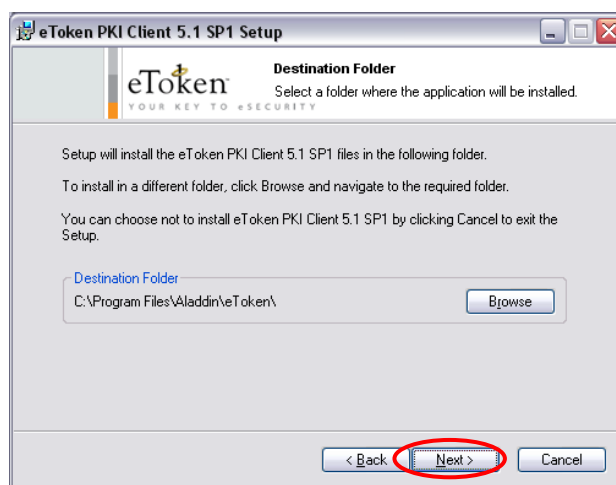 eToken PKI Client 5.1 SP1 Setup
eToken
YOUR KEY TO eSECURITY
Destination Folder
Select a folder where the application will be installed.
Setup will install the eToken PKI Client 5.1 SP1 files in the following folder.
To install in a different folder, click Browse and navigate to the required folder.
You can choose not to install eToken PKI Client 5.1 SP1 by clicking Cancel to exit the
Setup.
Destination Folder
C:\Program Files\Aladdin\eToken\
Browse
< Back
Next >
Cancel